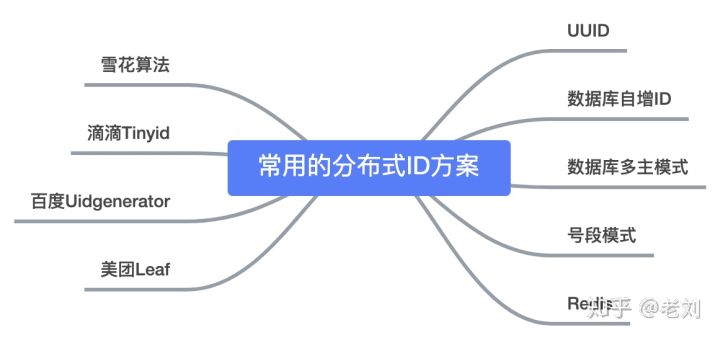 常用的分布式ID方案
UUID
数据库自增ID
数据库多主模式
号段模式
Redis
雪花算法
滴滴Tinyid
百度Uidgenerator
美团Leaf
知乎 @老刘